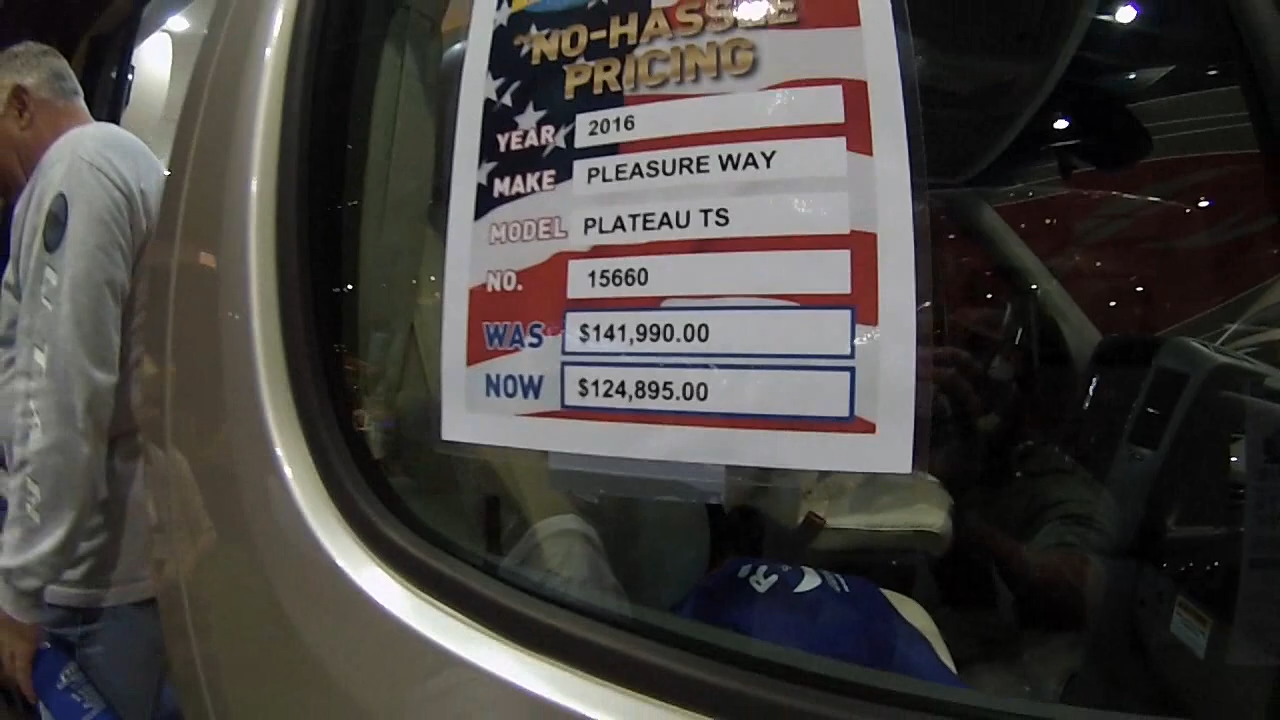 "NO-HASSLE
PRICING
YEAR 2016
MAKE PLEASURE WAY
MODEL PLATEAU TS
NO. 15660
WAS $141,990.00
NOW $124,895.00